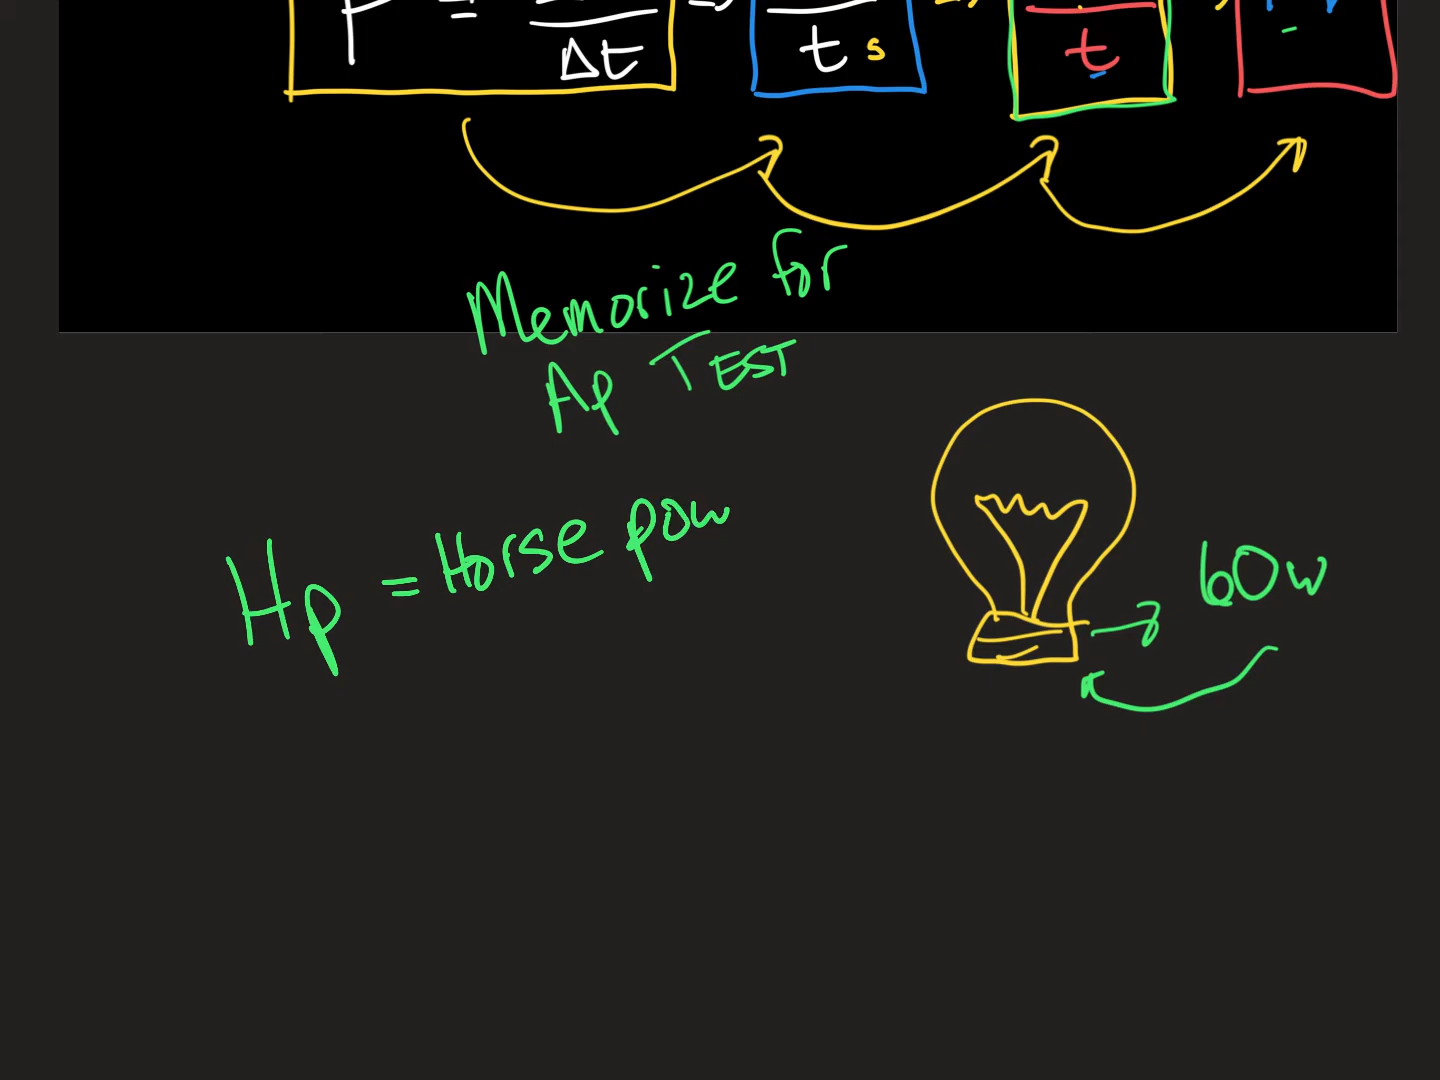 Δt
t s
t
Memorize for
Ap TEST
Hp = Horse pow
60w